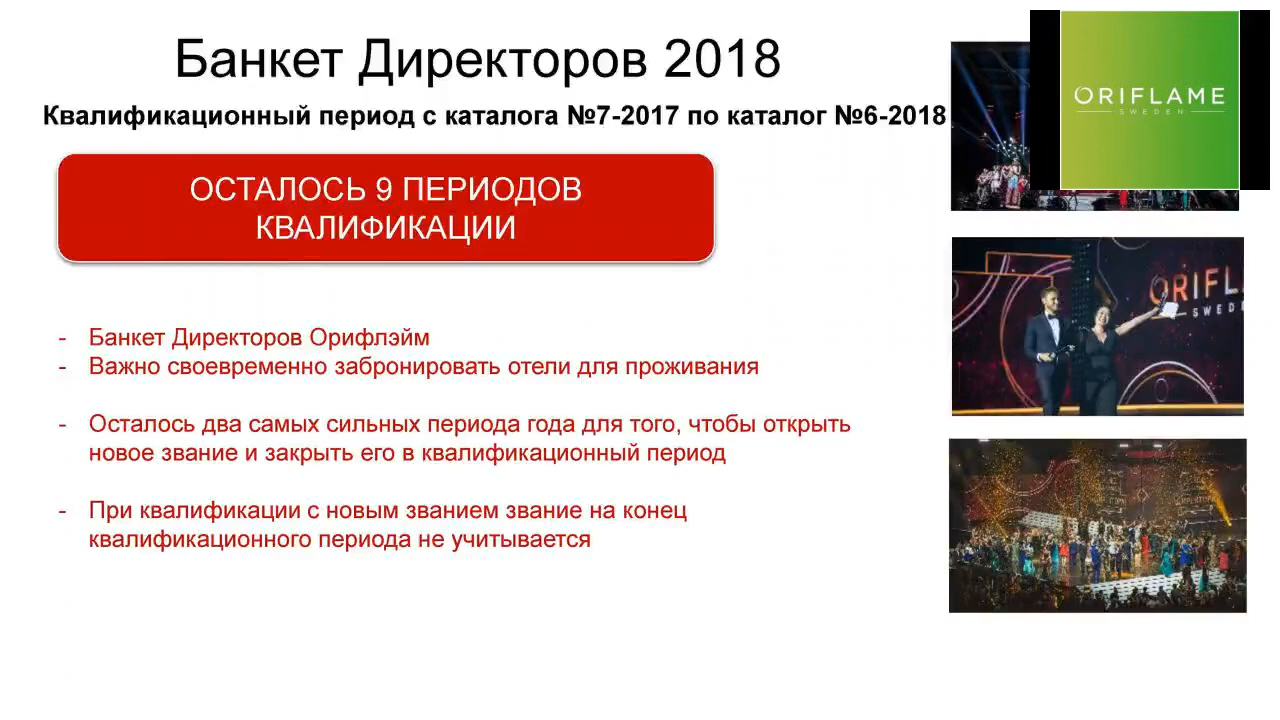 Банкет Директоров 2018
Квалификационный период с каталога №7-2017 по каталог №6-2018
ORIFLAME
SWEDEN
ОСТАЛОСЬ 9 ПЕРИОДОВ
КВАЛИФИКАЦИИ
- Банкет Директоров Орифлэйм
- Важно своевременно забронировать отели для проживания
- Осталось два самых сильных периода года для того, чтобы открыть
новое звание и закрыть его в квалификационный период
- При квалификации с новым званием звание на конец
квалификационного периода не учитывается
ORIFL
SWED